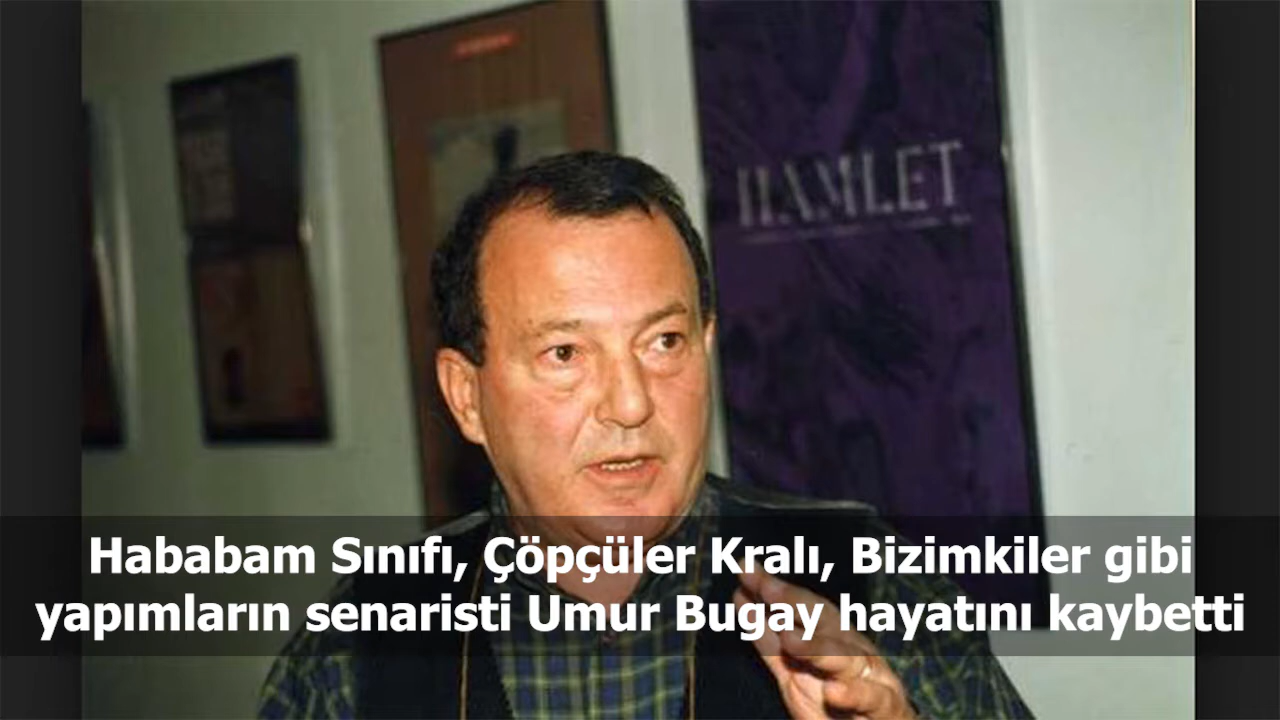 HAMLET
Hababam Sınıfı, Çöpçüler Kralı, Bizimkiler gibi
yapımların senaristi Umur Bugay hayatını kaybetti